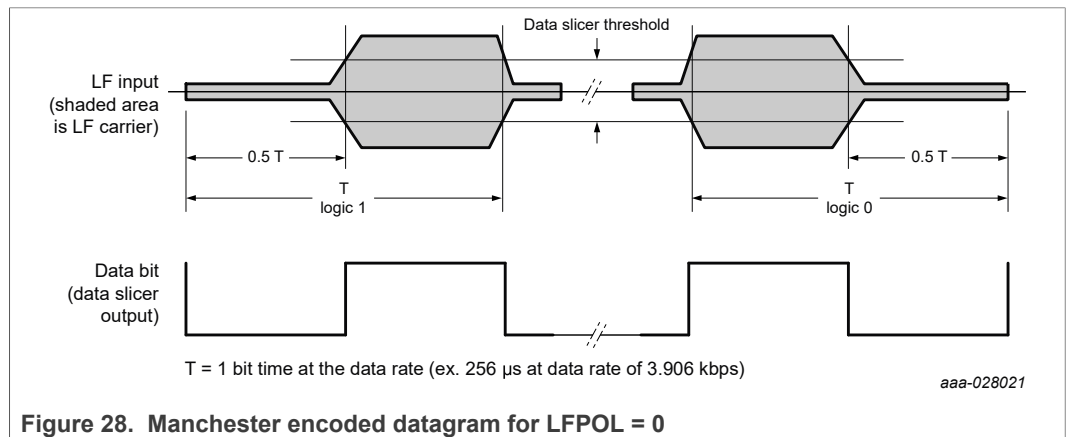 Data slicer threshold
LF input
(shaded area
is LF carrier)
0.5 T
0.5 T
T
logic 1
T
logic 0
Data bit
(data slicer
output)
T = 1 bit time at the data rate (ex. 256 μs at data rate of 3.906 kbps)
aaa-028021
Figure 28. Manchester encoded datagram for LFPOL = 0